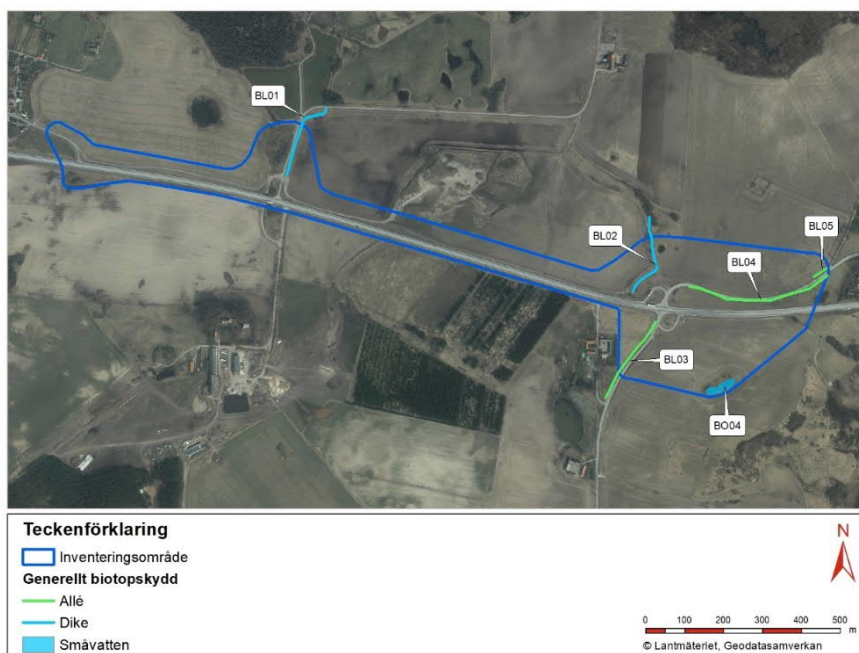 BL01
BL02
BL05
BL04
BL03
BO04
Teckenförklaring
Inventeringsområde
Generellt biotopskydd
Allé
Dike
Småvatten
N
0 100 200 300 400 500
m
© Lantmäteriet, Geodatasamverkan